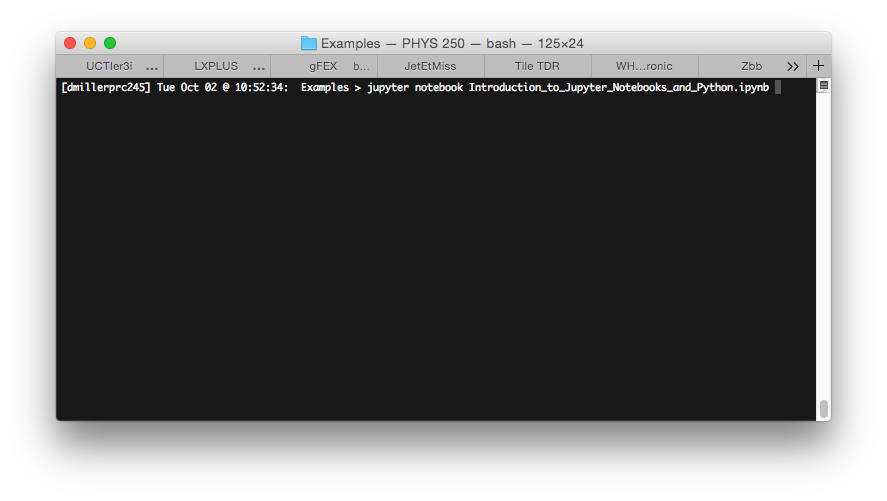 Examples — PHYS 250 — bash — 125×24
UCTier3i ... LXPLUS ... gFEX b... JetEtMiss Tile TDR WH...ronic Zbb >> +
[dmillerprc245] Tue Oct 02 @ 10:52:34:  Examples > jupyter notebook Introduction_to_Jupyter_Notebooks_and_Python.ipynb